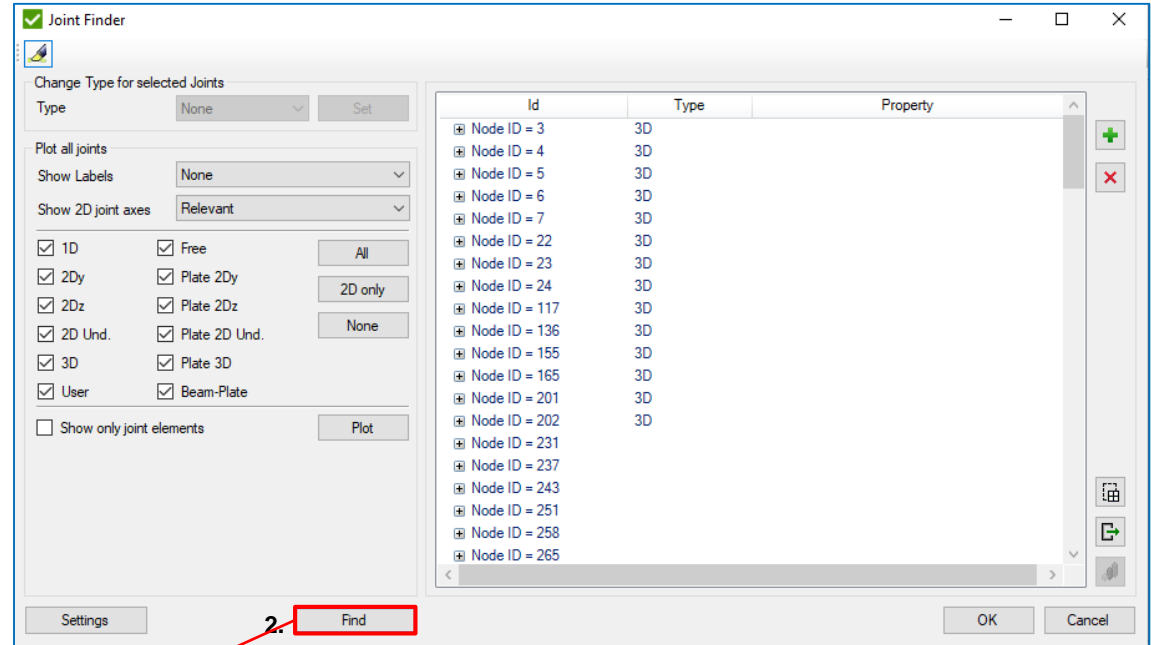 Joint Finder
Change Type for selected Joints
Type None Set
Plot all joints
Show Labels None
Show 2D joint axes Relevant
1D Free All
2Dy Plate 2Dy
2D only
2Dz Plate 2Dz
None
2D Und. Plate 2D Und.
3D Plate 3D
User Beam-Plate
Show only joint elements Plot
Id Type Property
Node ID = 3 3D
Node ID = 4 3D
Node ID = 5 3D
Node ID = 6 3D
Node ID = 7 3D
Node ID = 22 3D
Node ID = 23 3D
Node ID = 24 3D
Node ID = 117 3D
Node ID = 136 3D
Node ID = 155 3D
Node ID = 165 3D
Node ID = 201 3D
Node ID = 202 3D
Node ID = 231
Node ID = 237
Node ID = 243
Node ID = 251
Node ID = 258
Node ID = 265
Settings 2. Find OK Cancel